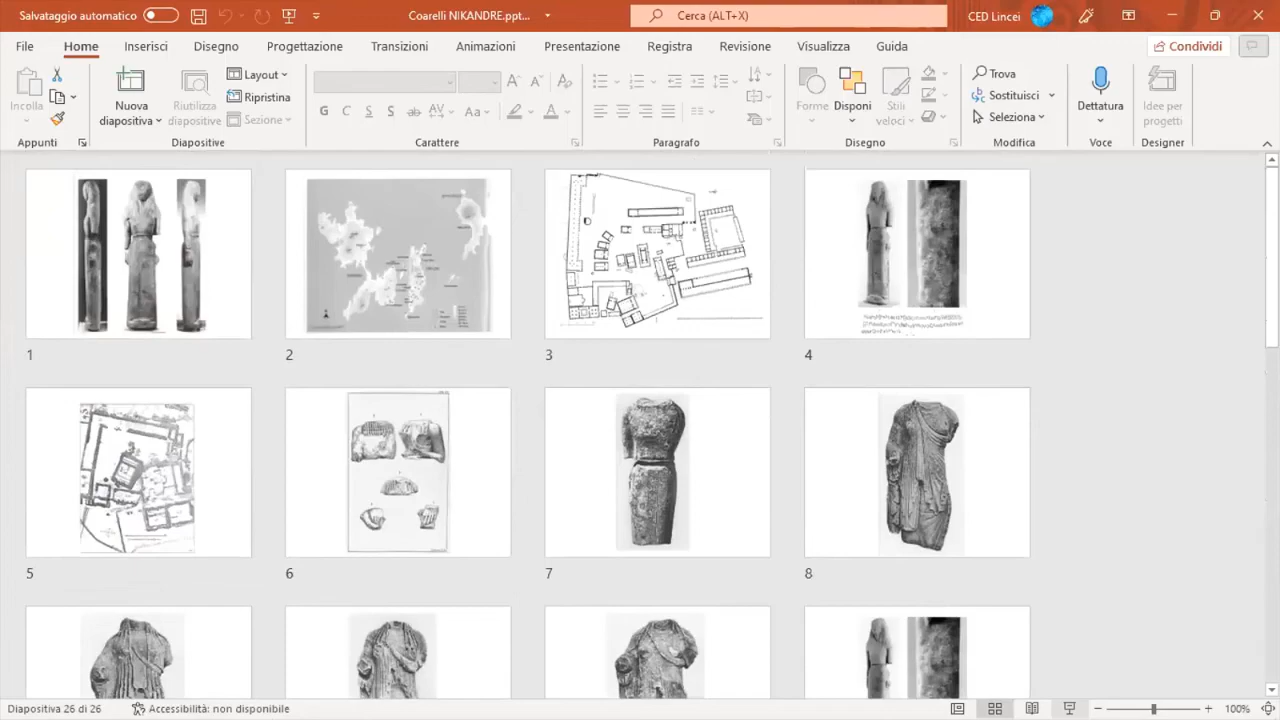 Salvataggio automatico Coarelli NIKANDRE.ppt... Cerca (ALT+X) CED Lincei
File Home Inserisci Disegno Progettazione Transizioni Animazioni Presentazione Registra Revisione Visualizza Guida Condividi
Incolla
Nuova diapositiva
Riutilizza diapositive
Layout
Ripristina
Sezione
G C S S ab AV Aa A
Forme
Disponi
Stili veloci
Trova
Sostituisci
Seleziona
Dettatura
Idee per progetti
Appunti Diapositive Carattere Paragrafo Disegno Modifica Voce Designer
1 2 3 4
5 6 7 8
Diapositiva 26 di 26 Accessibilità: non disponibile 100%